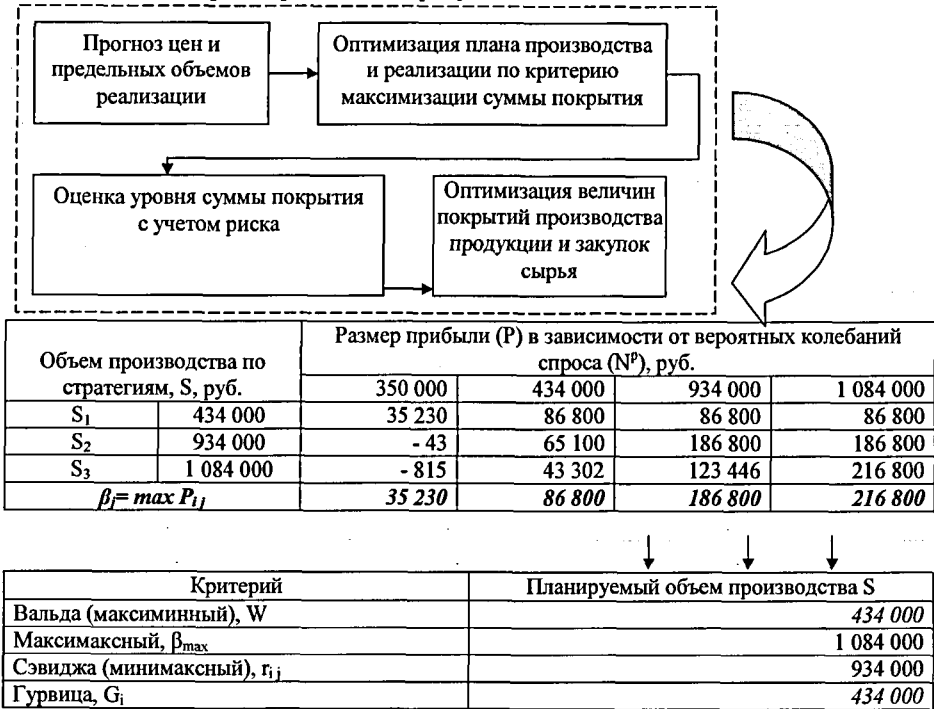 Прогноз цен и
предельных объемов
реализации
Оптимизация плана производства
и реализации по критерию
максимизации суммы покрытия
Оценка уровня суммы покрытия
с учетом риска
Оптимизация величин
покрытий производства
продукции и закупок
сырья
Объем производства по
стратегиям, S, руб.
Размер прибыли (P) в зависимости от вероятных колебаний
спроса (Nᵖ), руб.
350 000 434 000 934 000 1 084 000
S₁ 434 000 35 230 86 800 86 800 86 800
S₂ 934 000 - 43 65 100 186 800 186 800
S₃ 1 084 000 - 815 43 302 123 446 216 800
βⱼ= max Pᵢ ⱼ 35 230 86 800 186 800 216 800
Критерий Планируемый объем производства S
Вальда (максиминный), W 434 000
Максимаксный, βmax 1 084 000
Сэвиджа (минимаксный), rᵢ ⱼ 934 000
Гурвица, Gᵢ 434 000